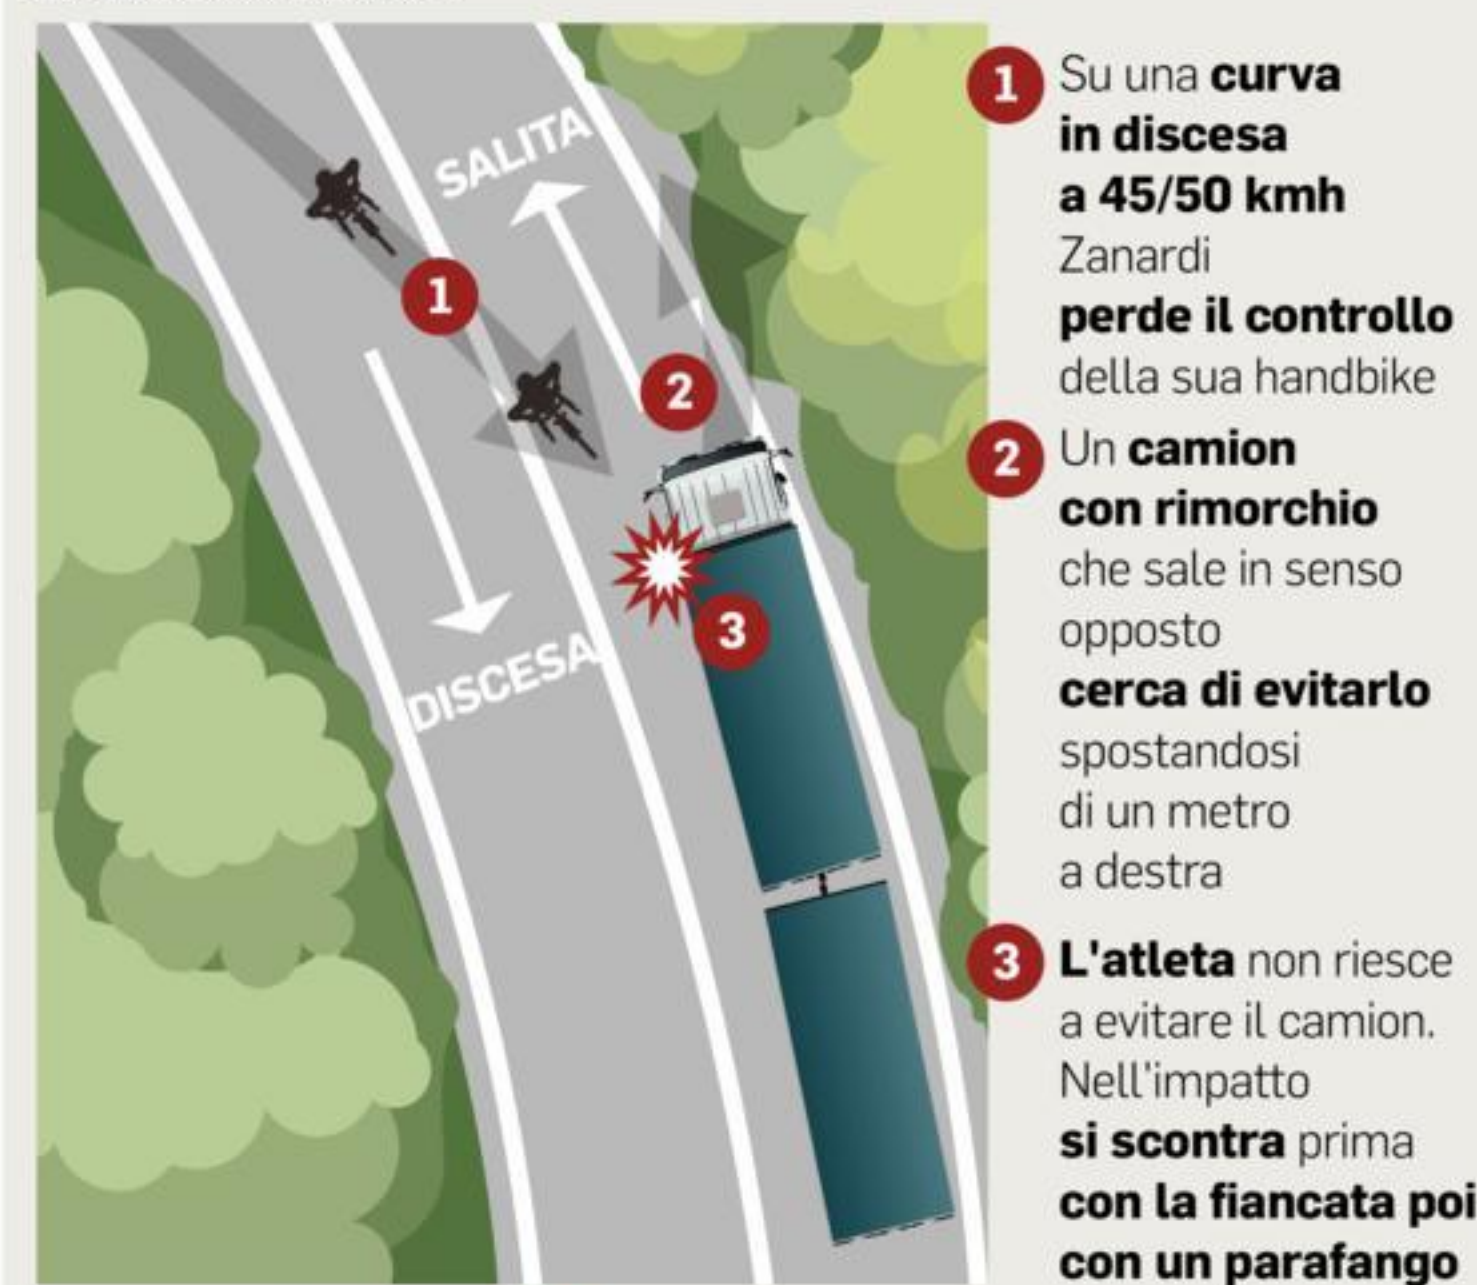 SALITA
DISCESA
1
2
3
1 Su una curva
in discesa
a 45/50 kmh
Zanardi
perde il controllo
della sua handbike
2 Un camion
con rimorchio
che sale in senso
opposto
cerca di evitarlo
spostandosi
di un metro
a destra
3 L'atleta non riesce
a evitare il camion.
Nell'impatto
si scontra prima
con la fiancata poi
con un parafango